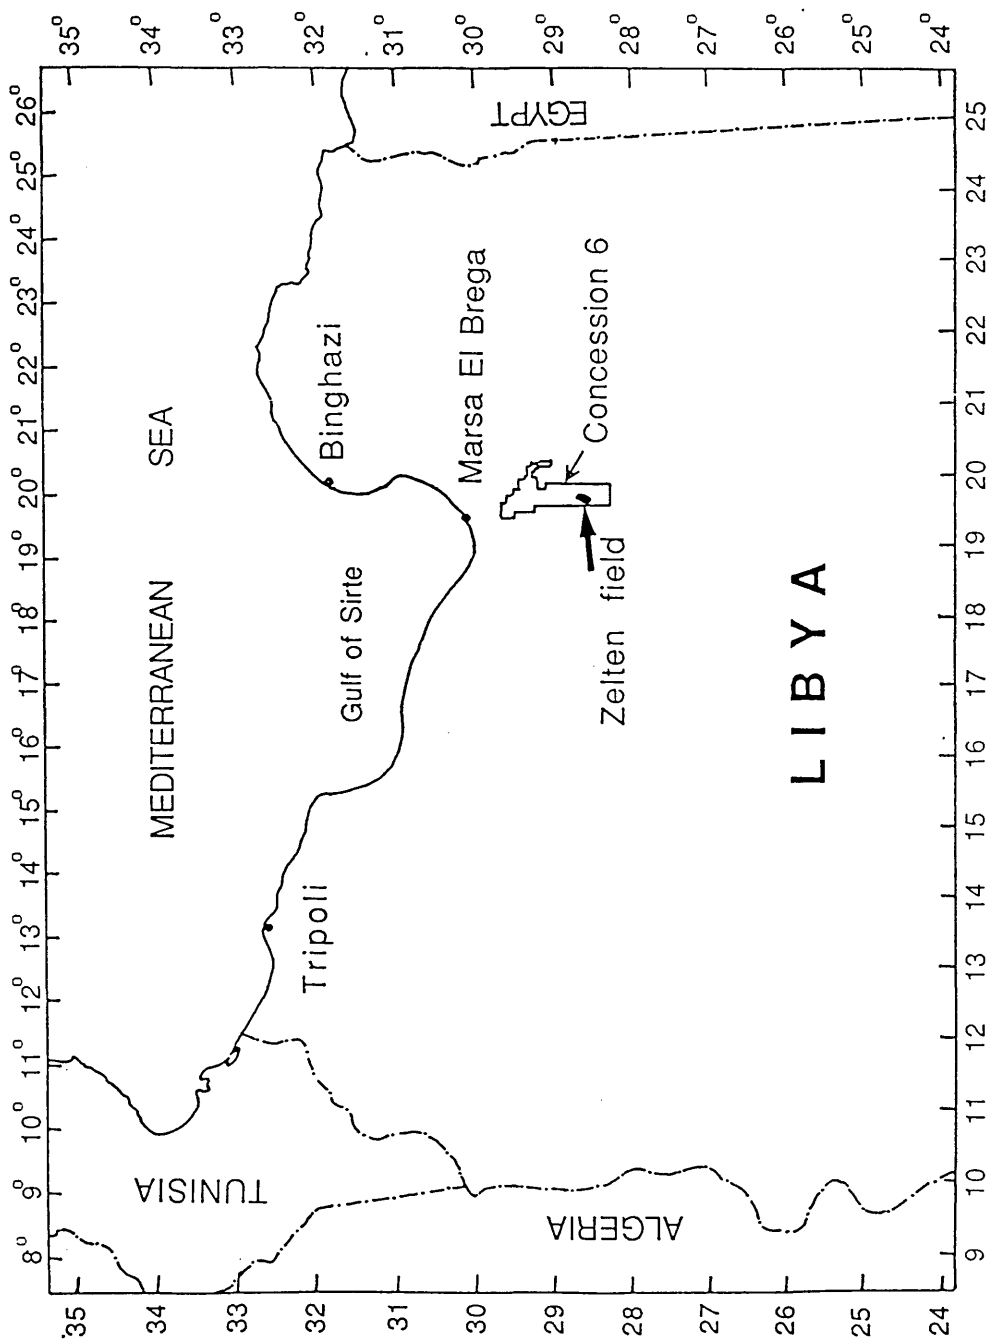 8° 9° 10° 11° 12° 13° 14° 15° 16° 17° 18° 19° 20° 21° 22° 23° 24° 25° 26°
35 35°
34 34°
MEDITERRANEAN SEA
TUNISIA
33 33°
32 32°
Tripoli
Binghazi
Gulf of Sirte
31 31°
30 30°
Marsa El Brega
EGYPT
29 29°
ALGERIA
Concession 6
Zelten field
28 28°
27 27°
26 26°
LIBYA
25 25°
24 24°
9 10 11 12 13 14 15 16 17 18 19 20 21 22 23 24 25